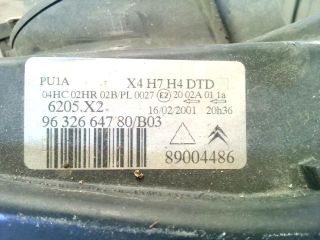 PU1A X4 H7 H4 DTD
04HC 02HR 02B/PL 0027 E2 20 02A 01 1a
6205.X2 16/02/2001 20h36
96 326 647 80/B03
89004486